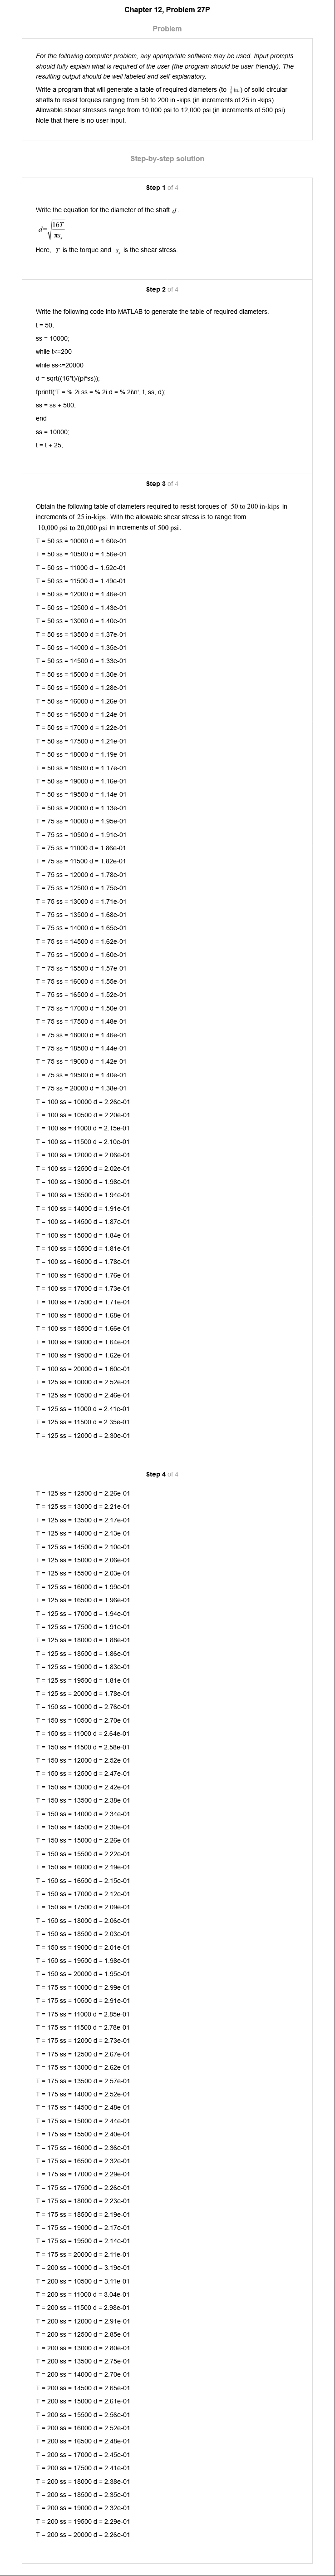 Chapter 12, Problem 27P
Problem
For the following computer problem, any appropriate software may be used. Input prompts
should fully explain what is required of the user (the program should be user-friendly). The
resulting output should be well labeled and self-explanatory.
Write a program that will generate a table of required diameters (to in.) of solid circular
shafts to resist torques ranging from 50 to 200 in.-kips (in increments of 25 in.-kips).
Allowable shear stresses range from 10,000 psi to 12,000 psi (in increments of 500 psi).
Note that there is no user input.
Step-by-step solution
Step 1 of 4
Write the equation for the diameter of the shaft d .
d=√(16T/πs_s)
Here, T is the torque and s_s is the shear stress.
Step 2 of 4
Write the following code into MATLAB to generate the table of required diameters.
t = 50;
ss = 10000;
while t<=200
while ss<=20000
d = sqrt((16*t)/(pi*ss));
fprintf('T = %.2i ss = %.2i d = %.2i\n', t, ss, d);
ss = ss + 500;
end
ss = 10000;
t = t + 25;
Step 3 of 4
Obtain the following table of diameters required to resist torques of 50 to 200 in-kips in
increments of 25 in-kips. With the allowable shear stress is to range from
10,000 psi to 20,000 psi in increments of 500 psi.
T = 50 ss = 10000 d = 1.60e-01
T = 50 ss = 10500 d = 1.56e-01
T = 50 ss = 11000 d = 1.52e-01
T = 50 ss = 11500 d = 1.49e-01
T = 50 ss = 12000 d = 1.46e-01
T = 50 ss = 12500 d = 1.43e-01
T = 50 ss = 13000 d = 1.40e-01
T = 50 ss = 13500 d = 1.37e-01
T = 50 ss = 14000 d = 1.35e-01
T = 50 ss = 14500 d = 1.33e-01
T = 50 ss = 15000 d = 1.30e-01
T = 50 ss = 15500 d = 1.28e-01
T = 50 ss = 16000 d = 1.26e-01
T = 50 ss = 16500 d = 1.24e-01
T = 50 ss = 17000 d = 1.22e-01
T = 50 ss = 17500 d = 1.21e-01
T = 50 ss = 18000 d = 1.19e-01
T = 50 ss = 18500 d = 1.17e-01
T = 50 ss = 19000 d = 1.16e-01
T = 50 ss = 19500 d = 1.14e-01
T = 50 ss = 20000 d = 1.13e-01
T = 75 ss = 10000 d = 1.95e-01
T = 75 ss = 10500 d = 1.91e-01
T = 75 ss = 11000 d = 1.86e-01
T = 75 ss = 11500 d = 1.82e-01
T = 75 ss = 12000 d = 1.78e-01
T = 75 ss = 12500 d = 1.75e-01
T = 75 ss = 13000 d = 1.71e-01
T = 75 ss = 13500 d = 1.68e-01
T = 75 ss = 14000 d = 1.65e-01
T = 75 ss = 14500 d = 1.62e-01
T = 75 ss = 15000 d = 1.60e-01
T = 75 ss = 15500 d = 1.57e-01
T = 75 ss = 16000 d = 1.55e-01
T = 75 ss = 16500 d = 1.52e-01
T = 75 ss = 17000 d = 1.50e-01
T = 75 ss = 17500 d = 1.48e-01
T = 75 ss = 18000 d = 1.46e-01
T = 75 ss = 18500 d = 1.44e-01
T = 75 ss = 19000 d = 1.42e-01
T = 75 ss = 19500 d = 1.40e-01
T = 75 ss = 20000 d = 1.38e-01
T = 100 ss = 10000 d = 2.26e-01
T = 100 ss = 10500 d = 2.20e-01
T = 100 ss = 11000 d = 2.15e-01
T = 100 ss = 11500 d = 2.10e-01
T = 100 ss = 12000 d = 2.06e-01
T = 100 ss = 12500 d = 2.02e-01
T = 100 ss = 13000 d = 1.98e-01
T = 100 ss = 13500 d = 1.94e-01
T = 100 ss = 14000 d = 1.91e-01
T = 100 ss = 14500 d = 1.87e-01
T = 100 ss = 15000 d = 1.84e-01
T = 100 ss = 15500 d = 1.81e-01
T = 100 ss = 16000 d = 1.78e-01
T = 100 ss = 16500 d = 1.76e-01
T = 100 ss = 17000 d = 1.73e-01
T = 100 ss = 17500 d = 1.71e-01
T = 100 ss = 18000 d = 1.68e-01
T = 100 ss = 18500 d = 1.66e-01
T = 100 ss = 19000 d = 1.64e-01
T = 100 ss = 19500 d = 1.62e-01
T = 100 ss = 20000 d = 1.60e-01
T = 125 ss = 10000 d = 2.52e-01
T = 125 ss = 10500 d = 2.46e-01
T = 125 ss = 11000 d = 2.41e-01
T = 125 ss = 11500 d = 2.35e-01
T = 125 ss = 12000 d = 2.30e-01
Step 4 of 4
T = 125 ss = 12500 d = 2.26e-01
T = 125 ss = 13000 d = 2.21e-01
T = 125 ss = 13500 d = 2.17e-01
T = 125 ss = 14000 d = 2.13e-01
T = 125 ss = 14500 d = 2.10e-01
T = 125 ss = 15000 d = 2.06e-01
T = 125 ss = 15500 d = 2.03e-01
T = 125 ss = 16000 d = 1.99e-01
T = 125 ss = 16500 d = 1.96e-01
T = 125 ss = 17000 d = 1.94e-01
T = 125 ss = 17500 d = 1.91e-01
T = 125 ss = 18000 d = 1.88e-01
T = 125 ss = 18500 d = 1.86e-01
T = 125 ss = 19000 d = 1.83e-01
T = 125 ss = 19500 d = 1.81e-01
T = 125 ss = 20000 d = 1.78e-01
T = 150 ss = 10000 d = 2.76e-01
T = 150 ss = 10500 d = 2.70e-01
T = 150 ss = 11000 d = 2.64e-01
T = 150 ss = 11500 d = 2.58e-01
T = 150 ss = 12000 d = 2.52e-01
T = 150 ss = 12500 d = 2.47e-01
T = 150 ss = 13000 d = 2.42e-01
T = 150 ss = 13500 d = 2.38e-01
T = 150 ss = 14000 d = 2.34e-01
T = 150 ss = 14500 d = 2.30e-01
T = 150 ss = 15000 d = 2.26e-01
T = 150 ss = 15500 d = 2.22e-01
T = 150 ss = 16000 d = 2.19e-01
T = 150 ss = 16500 d = 2.15e-01
T = 150 ss = 17000 d = 2.12e-01
T = 150 ss = 17500 d = 2.09e-01
T = 150 ss = 18000 d = 2.06e-01
T = 150 ss = 18500 d = 2.03e-01
T = 150 ss = 19000 d = 2.01e-01
T = 150 ss = 19500 d = 1.98e-01
T = 150 ss = 20000 d = 1.95e-01
T = 175 ss = 10000 d = 2.99e-01
T = 175 ss = 10500 d = 2.91e-01
T = 175 ss = 11000 d = 2.85e-01
T = 175 ss = 11500 d = 2.78e-01
T = 175 ss = 12000 d = 2.73e-01
T = 175 ss = 12500 d = 2.67e-01
T = 175 ss = 13000 d = 2.62e-01
T = 175 ss = 13500 d = 2.57e-01
T = 175 ss = 14000 d = 2.52e-01
T = 175 ss = 14500 d = 2.48e-01
T = 175 ss = 15000 d = 2.44e-01
T = 175 ss = 15500 d = 2.40e-01
T = 175 ss = 16000 d = 2.36e-01
T = 175 ss = 16500 d = 2.32e-01
T = 175 ss = 17000 d = 2.29e-01
T = 175 ss = 17500 d = 2.26e-01
T = 175 ss = 18000 d = 2.23e-01
T = 175 ss = 18500 d = 2.19e-01
T = 175 ss = 19000 d = 2.17e-01
T = 175 ss = 19500 d = 2.14e-01
T = 175 ss = 20000 d = 2.11e-01
T = 200 ss = 10000 d = 3.19e-01
T = 200 ss = 10500 d = 3.11e-01
T = 200 ss = 11000 d = 3.04e-01
T = 200 ss = 11500 d = 2.98e-01
T = 200 ss = 12000 d = 2.91e-01
T = 200 ss = 12500 d = 2.85e-01
T = 200 ss = 13000 d = 2.80e-01
T = 200 ss = 13500 d = 2.75e-01
T = 200 ss = 14000 d = 2.70e-01
T = 200 ss = 14500 d = 2.65e-01
T = 200 ss = 15000 d = 2.61e-01
T = 200 ss = 15500 d = 2.56e-01
T = 200 ss = 16000 d = 2.52e-01
T = 200 ss = 16500 d = 2.48e-01
T = 200 ss = 17000 d = 2.45e-01
T = 200 ss = 17500 d = 2.41e-01
T = 200 ss = 18000 d = 2.38e-01
T = 200 ss = 18500 d = 2.35e-01
T = 200 ss = 19000 d = 2.32e-01
T = 200 ss = 19500 d = 2.29e-01
T = 200 ss = 20000 d = 2.26e-01